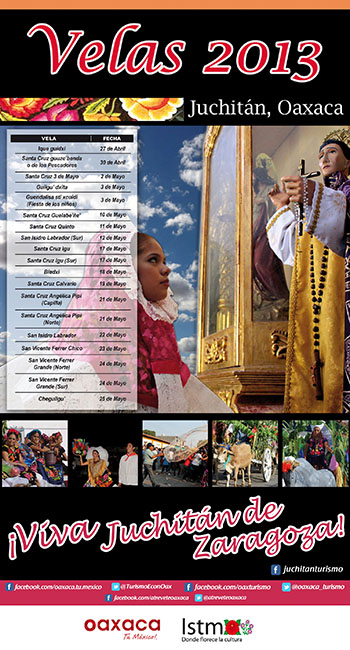 Velas 2013
Juchitán, Oaxaca
VELA FECHA
Ique guidxi 27 de Abril
Santa Cruz guuze'benda
o de los Pescadores 30 de Abril
Santa Cruz 3 de Mayo 2 de Mayo
Guligu' dxita 3 de Mayo
Guendalisa sti' xcuidi
(Fiesta de los niños) 3 de Mayo
Santa Cruz Guelabe'ñe' 10 de Mayo
Santa Cruz Quinto 11 de Mayo
San Isidro Labrador (Sur) 12 de Mayo
Santa Cruz Igu 17 de Mayo
Santa Cruz Igu (Sur) 17 de Mayo
Biadxi 18 de Mayo
Santa Cruz Calvario 19 de Mayo
Santa Cruz Angélica Pipi
(Capilla) 21 de Mayo
Santa Cruz Angélica Pipi
(Norte) 21 de Mayo
San Isidro Labrador 22 de Mayo
San Vicente Ferrer Chico 23 de Mayo
San Vicente Ferrer
Grande (Norte) 24 de Mayo
San Vicente Ferrer
Grande (Sur) 24 de Mayo
Cheguiigu' 25 de Mayo
¡Viva Juchitán de
Zaragoza!
juchitanturismo
facebook.com/oaxaca.tu.mexico @TurismoEconOax facebook.com/oaxturismo @oaxaca_turismo
facebook.com/atreveteoaxaca @atreveteoaxaca
oaxaca
Tu México!
Istmo
Donde florece la cultura